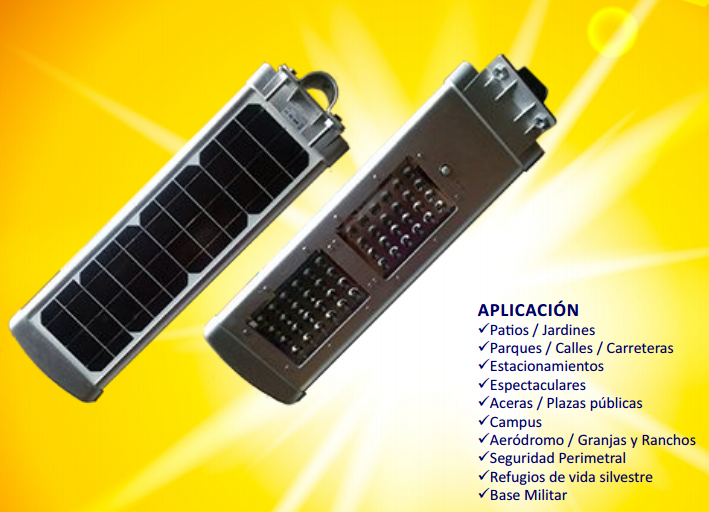 APLICACIÓN
✓Patios / Jardines
✓Parques / Calles / Carreteras
✓Estacionamientos
✓Espectaculares
✓Aceras / Plazas públicas
✓Campus
✓Aeródromo / Granjas y Ranchos
✓Seguridad Perimetral
✓Refugios de vida silvestre
✓Base Militar